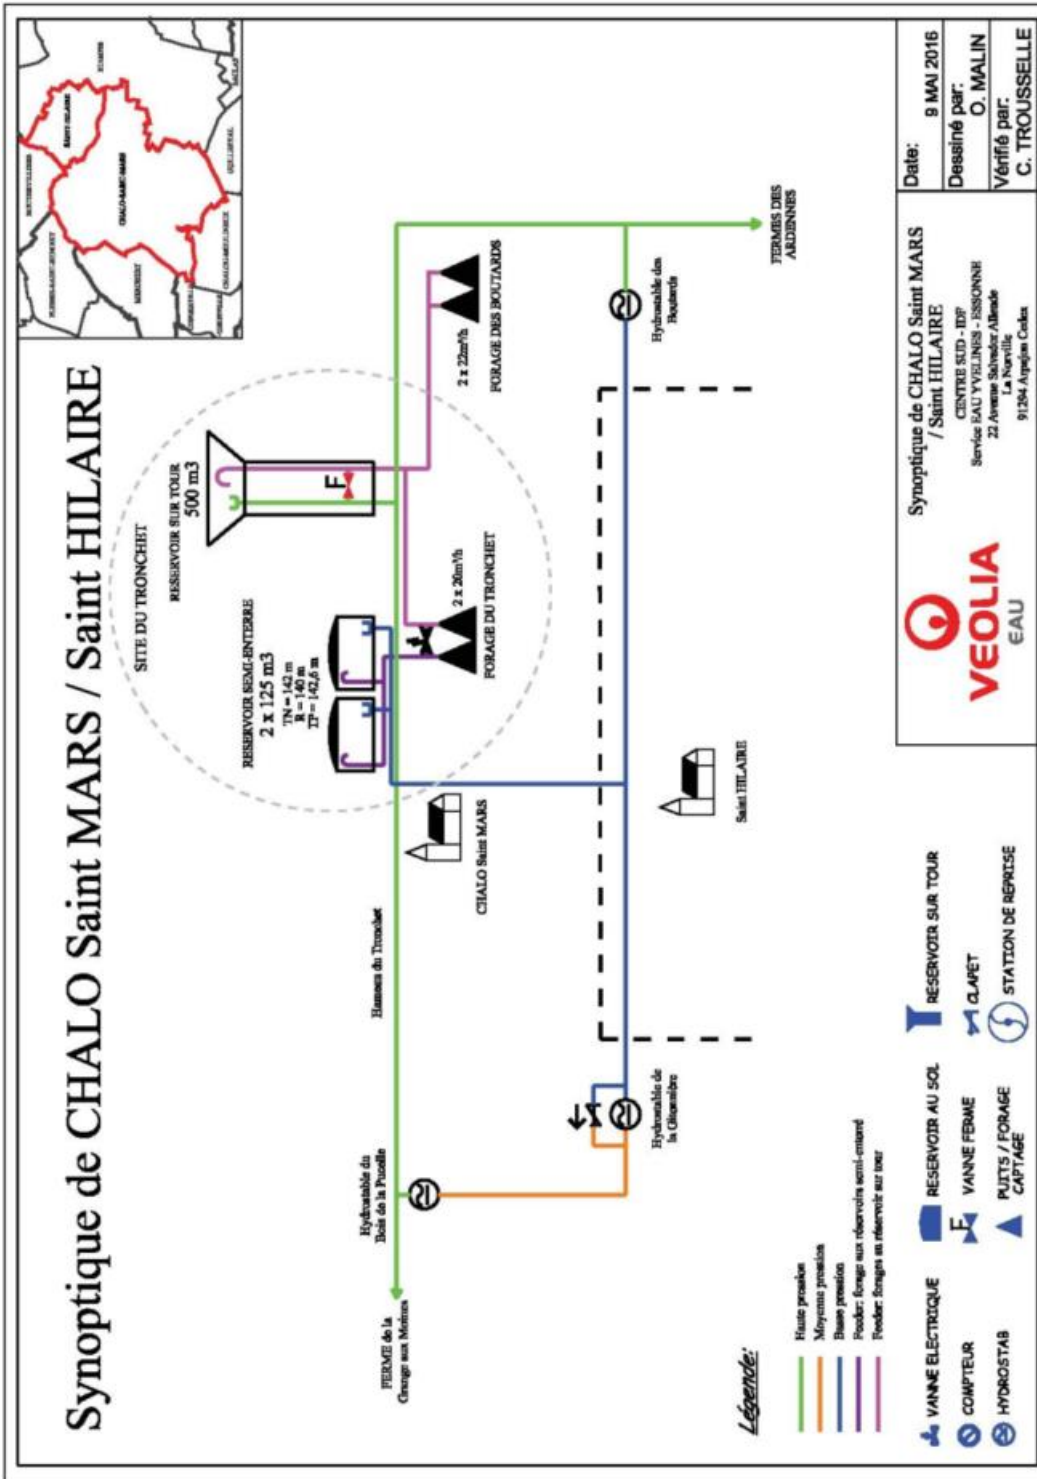 Synoptique de CHALO Saint MARS / Saint HILAIRE
SAINT-HILAIRE
CHALO-SAINT-MARS
SITE DU TRONCHET
RESERVOIR SUR TOUR
500 m3
RESERVOIR SEMI-ENTERRE
2 x 125 m3
TN = 142 m
R = 140 m
TP = 142,6 m
F
2 x 20m³/h
FORAGE DU TRONCHET
2 x 22m³/h
FORAGE DES BOUTARDS
Hameau du Tronchet
CHALO Saint MARS
Hydrostable du
Bois de la Pucelle
FERME de la
Grange aux Moines
Hydrostable de
Saint HILAIRE
Hydrostable des
Boutards
FERMES DES
ARDENNES
Légende:
Haute pression
Moyenne pression
Basse pression
Feeder: forage aux réservoirs semi-enterré
Feeder: forages au réservoir sur tour
VANNE ELECTRIQUE
RESERVOIR AU SOL
RESERVOIR SUR TOUR
COMPTEUR
F
VANNE FERME
CLAPET
HYDROSTAB
PUITS / FORAGE
CAPTAGE
STATION DE REPRISE
VEOLIA
EAU
Synoptique de CHALO Saint MARS
/ Saint HILAIRE
CENTRE SUD - IDF
Service EAU YVELINES - ESSONNE
22 Avenue Salvador Allende
La Norville
91294 Arpajon Cedex
Date:
9 MAI 2016
Dessiné par:
O. MALIN
Vérifié par:
C. TROUSSELLE